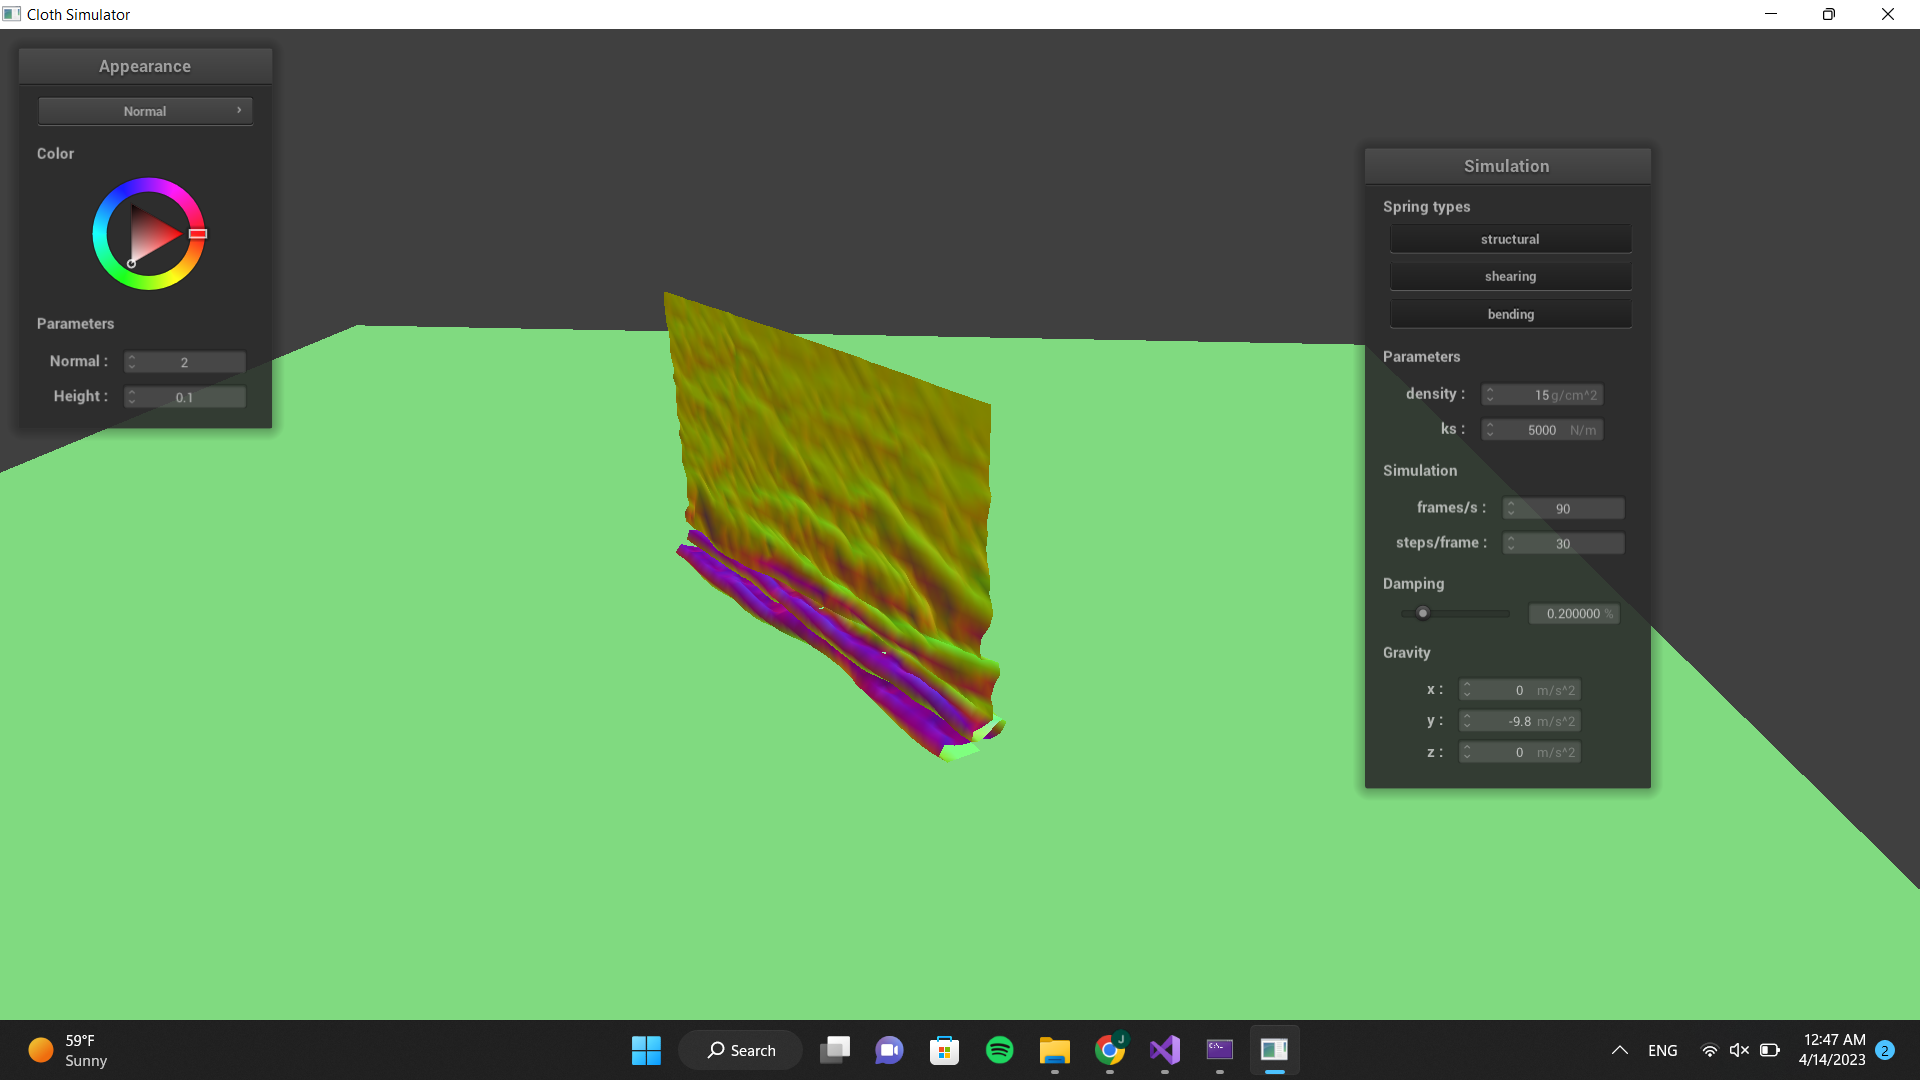 Cloth Simulator
Appearance
Normal
Color
Parameters
Normal : 2
Height : 0.1
Simulation
Spring types
structural
shearing
bending
Parameters
density : 15 g/cm^2
ks : 5000 N/m
Simulation
frames/s : 90
steps/frame : 30
Damping
0.200000 %
Gravity
x : 0 m/s^2
y : -9.8 m/s^2
z : 0 m/s^2
59°F
Sunny
Search
J
ENG
12:47 AM
4/14/2023
2